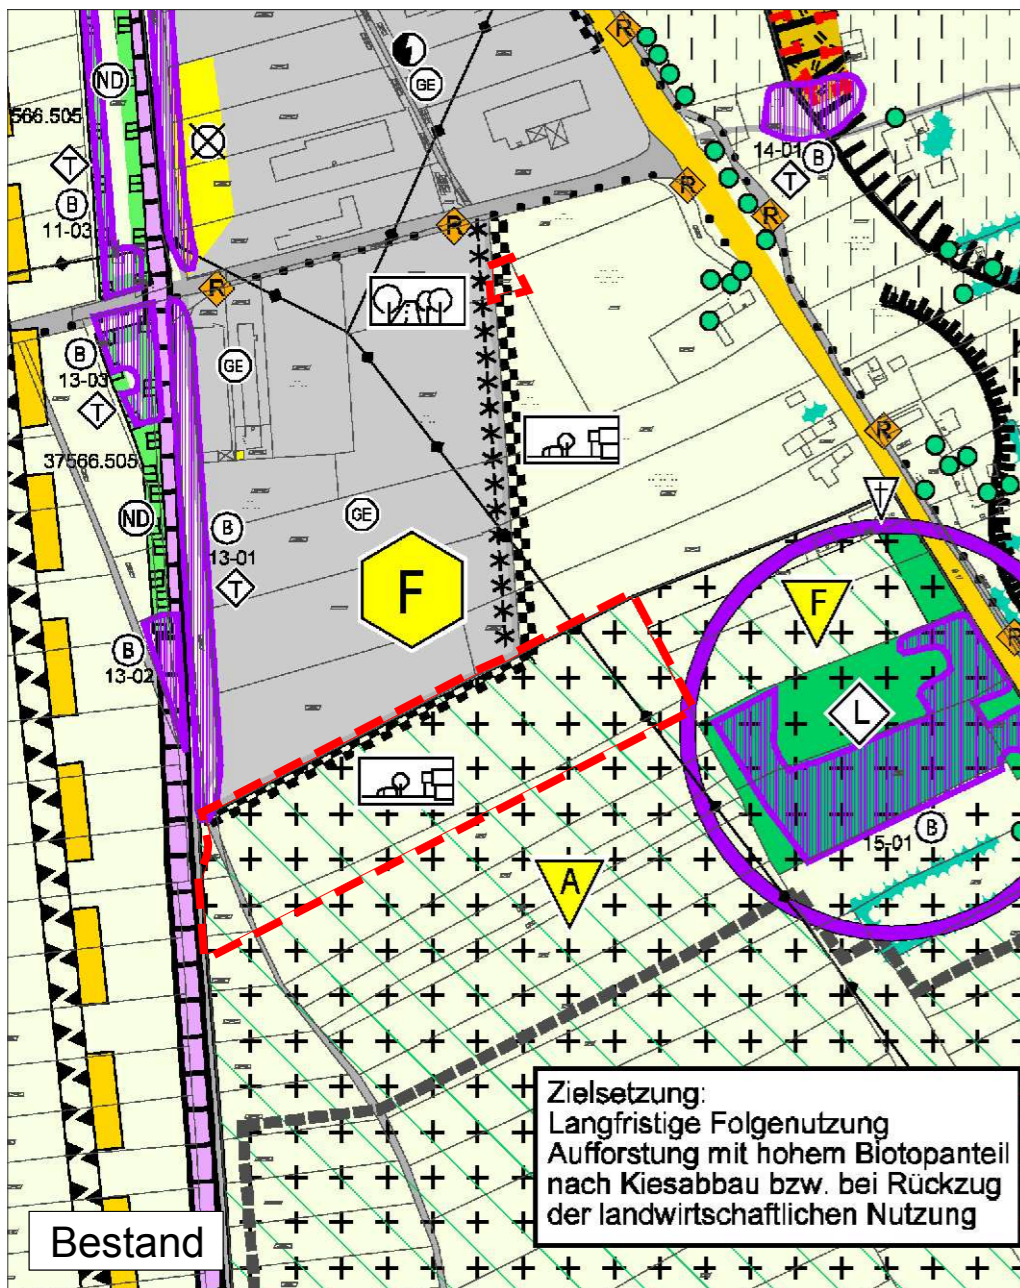 R
ND
GE
566.505
T
B
11-03
14-01
B
T
R
R
R
R
B
13-03
T
GE
37566.505
R
ND
B
13-01
T
GE
F
F
B
13-02
R
L
A
15-01
B
Zielsetzung:
Langfristige Folgenutzung
Aufforstung mit hohem Biotopanteil
nach Kiesabbau bzw. bei Rückzug
der landwirtschaftlichen Nutzung
Bestand